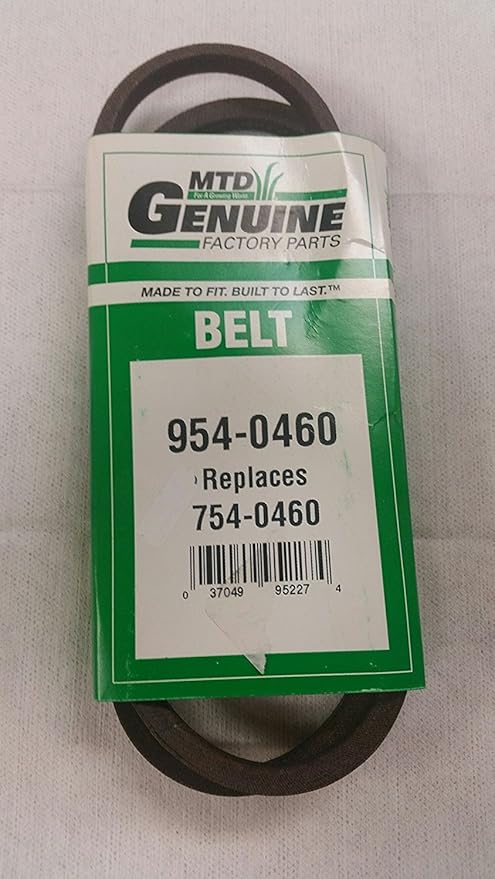 MTD
For A Growing World.
GENUINE
FACTORY PARTS
MADE TO FIT. BUILT TO LAST.™
BELT
954-0460
Replaces
754-0460
0 37049 95227 4